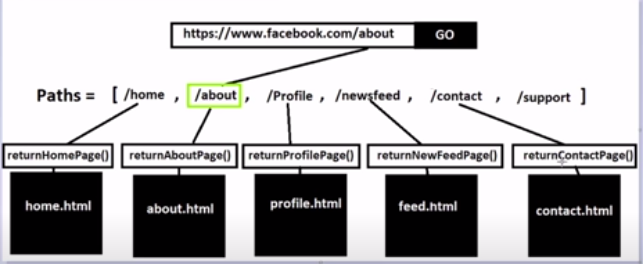 https://www.facebook.com/about GO
Paths = [ /home , /about , /Profile , /newsfeed , /contact , /support ]
returnHomePage() returnAboutPage() returnProfilePage() returnNewFeedPage() returnContactPage()
home.html about.html profile.html feed.html contact.html